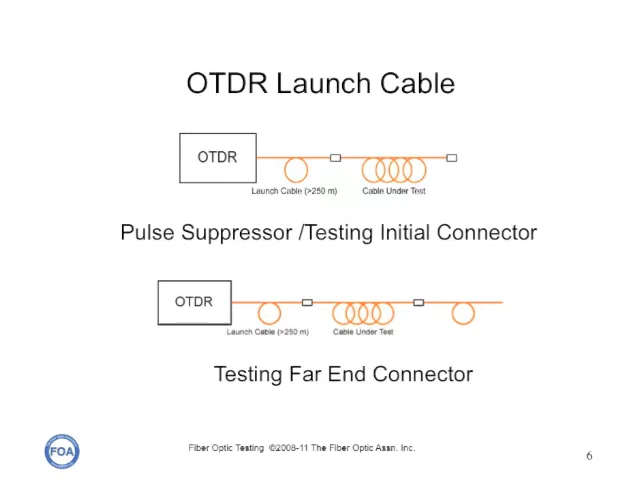 OTDR Launch Cable
OTDR
Launch Cable (>250 m)
Cable Under Test
Pulse Suppressor /Testing Initial Connector
OTDR
Launch Cable (>250 m)
Cable Under Test
Testing Far End Connector
FOA
Fiber Optic Testing ©2008-11 The Fiber Optic Assn. Inc.
6